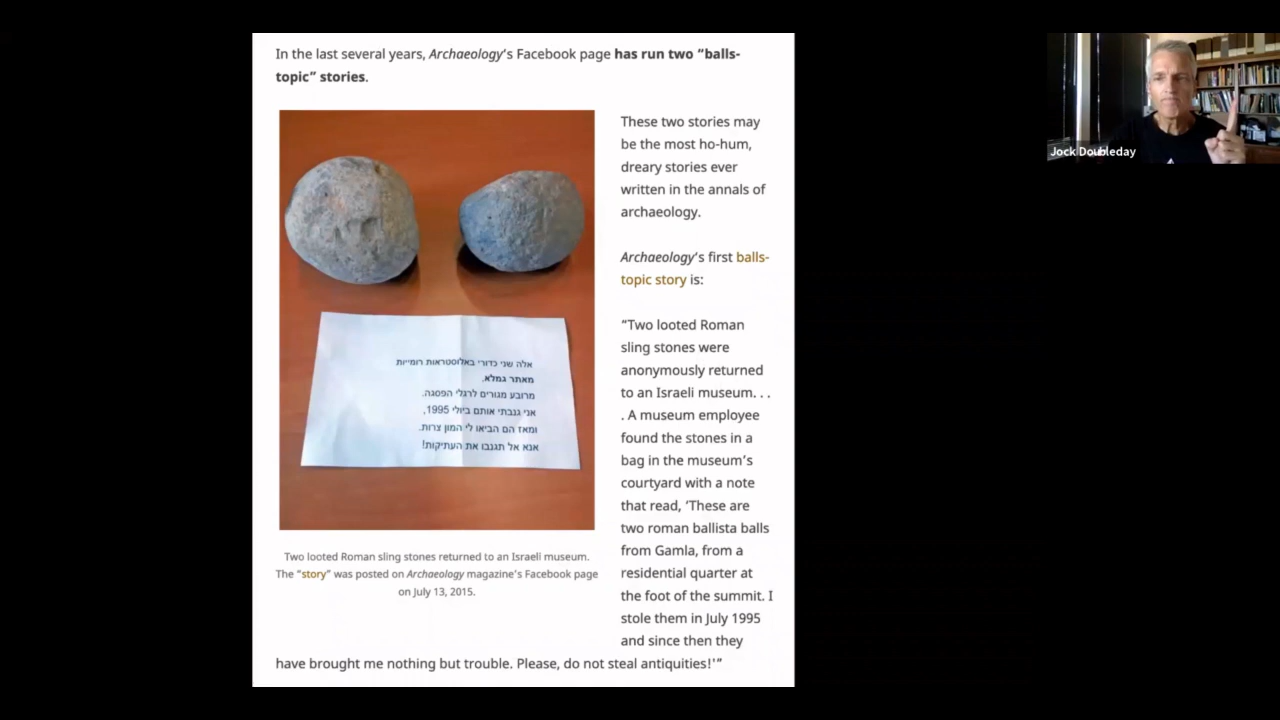 In the last several years, Archaeology's Facebook page has run two “balls-
topic” stories.
These two stories may
be the most ho-hum,
dreary stories ever
written in the annals of
archaeology.
Archaeology's first balls-
topic story is:
“Two looted Roman
sling stones were
anonymously returned
to an Israeli museum. . .
. A museum employee
found the stones in a
bag in the museum's
courtyard with a note
that read, ‘These are
two roman ballista balls
from Gamla, from a
residential quarter at
the foot of the summit. I
stole them in July 1995
and since then they
have brought me nothing but trouble. Please, do not steal antiquities!'”
אלה שני כדורי באלוסטראות רומייות
מאתר גמלא.
מרובע מגורים לרגלי הפסגה.
אני גנבתי אותם ביולי 1995,
ומאז הם הביאו לי המון צרות.
אנא אל תגנבו את העתיקות!
Two looted Roman sling stones returned to an Israeli museum.
The “story” was posted on Archaeology magazine's Facebook page
on July 13, 2015.
Jock Doubleday